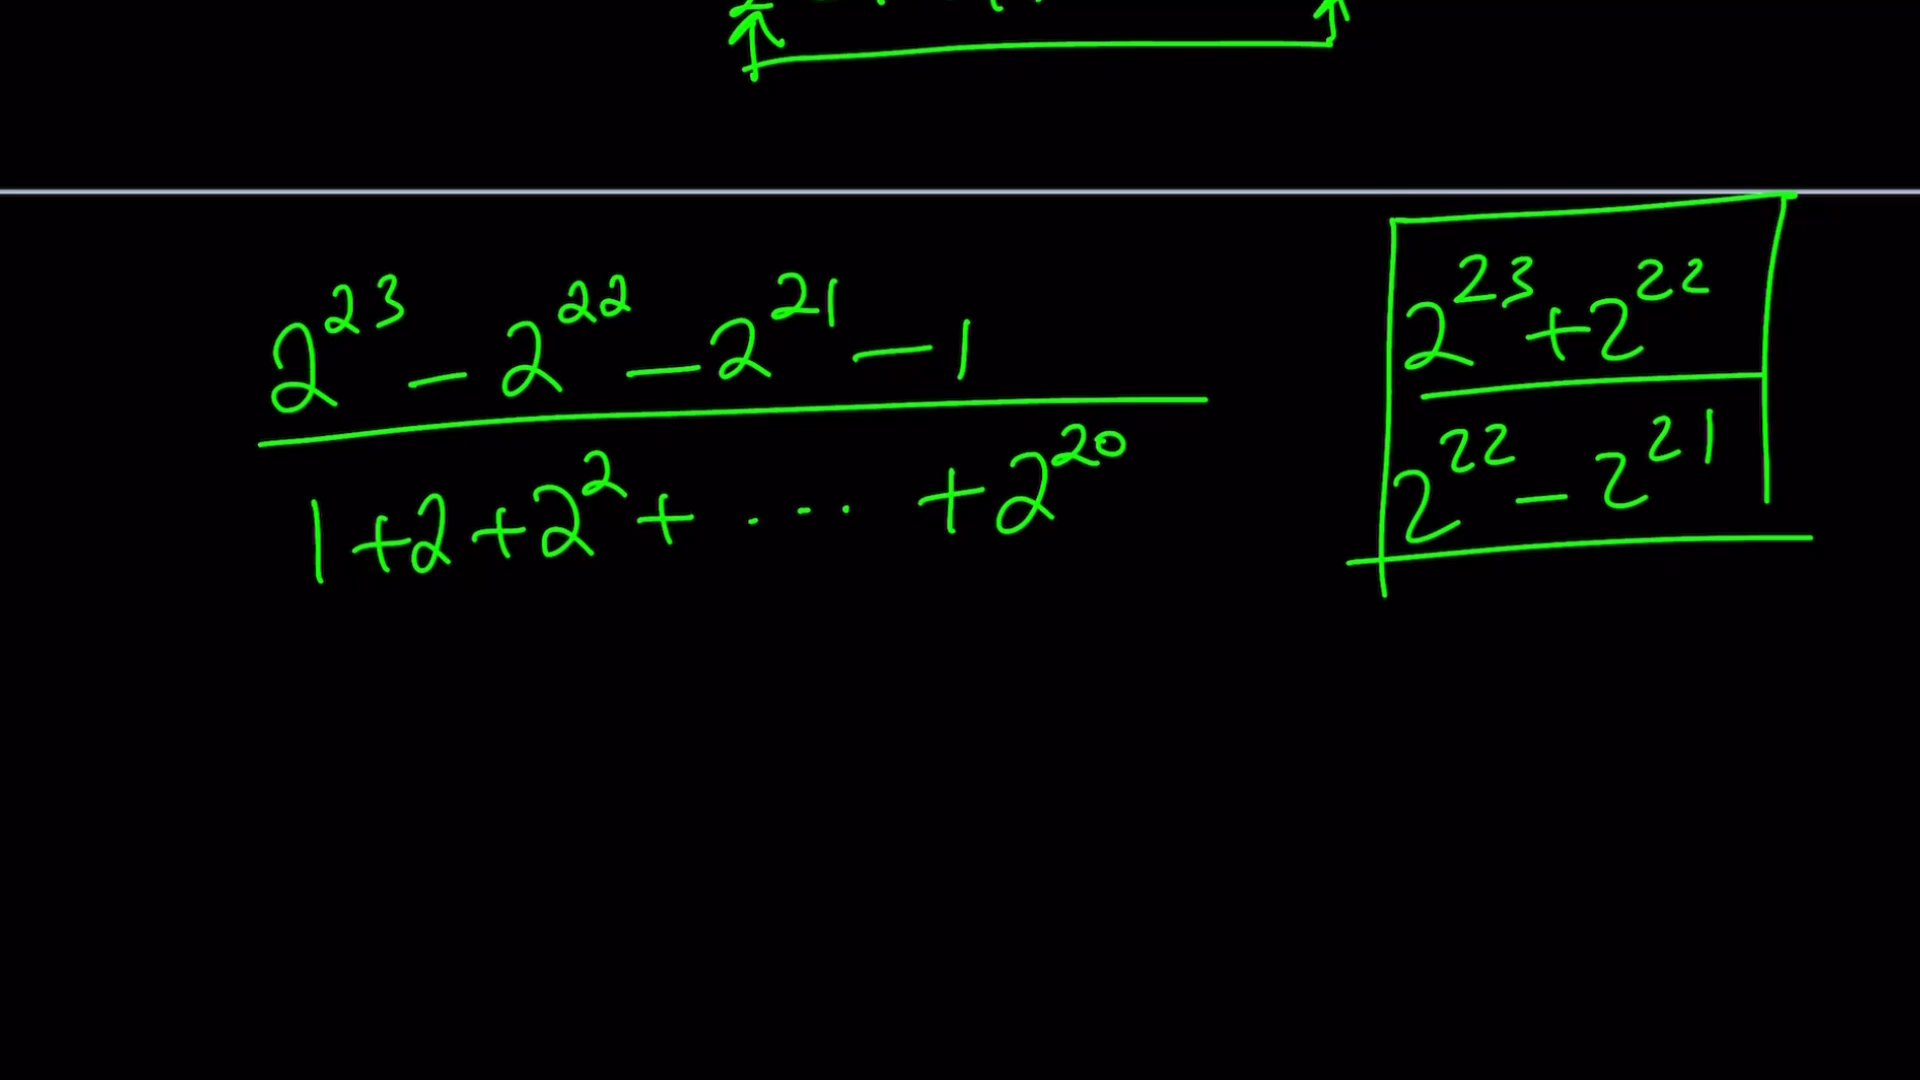 2^23 - 2^22 - 2^21 - 1
1 + 2 + 2^2 + ... + 2^20
2^23 + 2^22
2^22 - 2^21